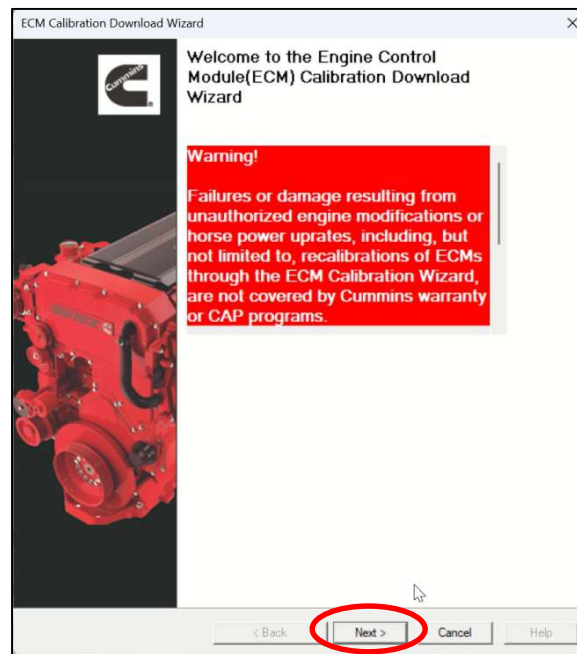 ECM Calibration Download Wizard
Cummins
Welcome to the Engine Control
Module(ECM) Calibration Download
Wizard
Warning!
Failures or damage resulting from
unauthorized engine modifications or
horse power uprates, including, but
not limited to, recalibrations of ECMs
through the ECM Calibration Wizard,
are not covered by Cummins warranty
or CAP programs.
< Back
Next >
Cancel
Help